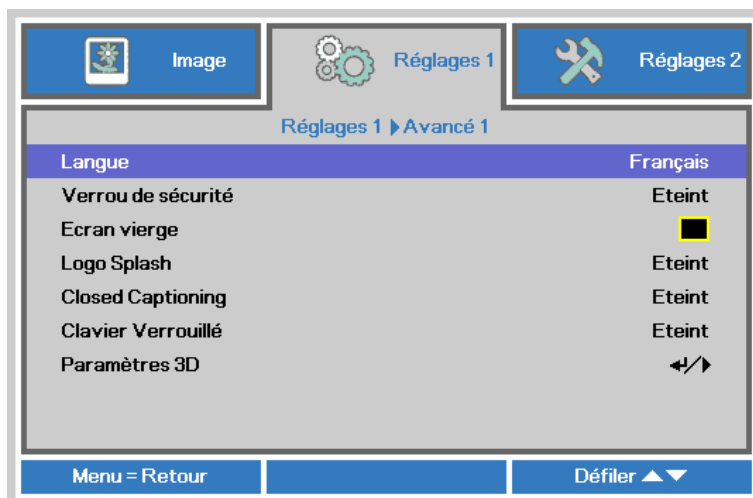 Image
Réglages 1
Réglages 2
Réglages 1 ▶ Avancé 1
Langue Français
Verrou de sécurité Eteint
Ecran vierge
Logo Splash Eteint
Closed Captioning Eteint
Clavier Verrouillé Eteint
Paramètres 3D ↵/▶
Menu = Retour
Défiler ▲▼